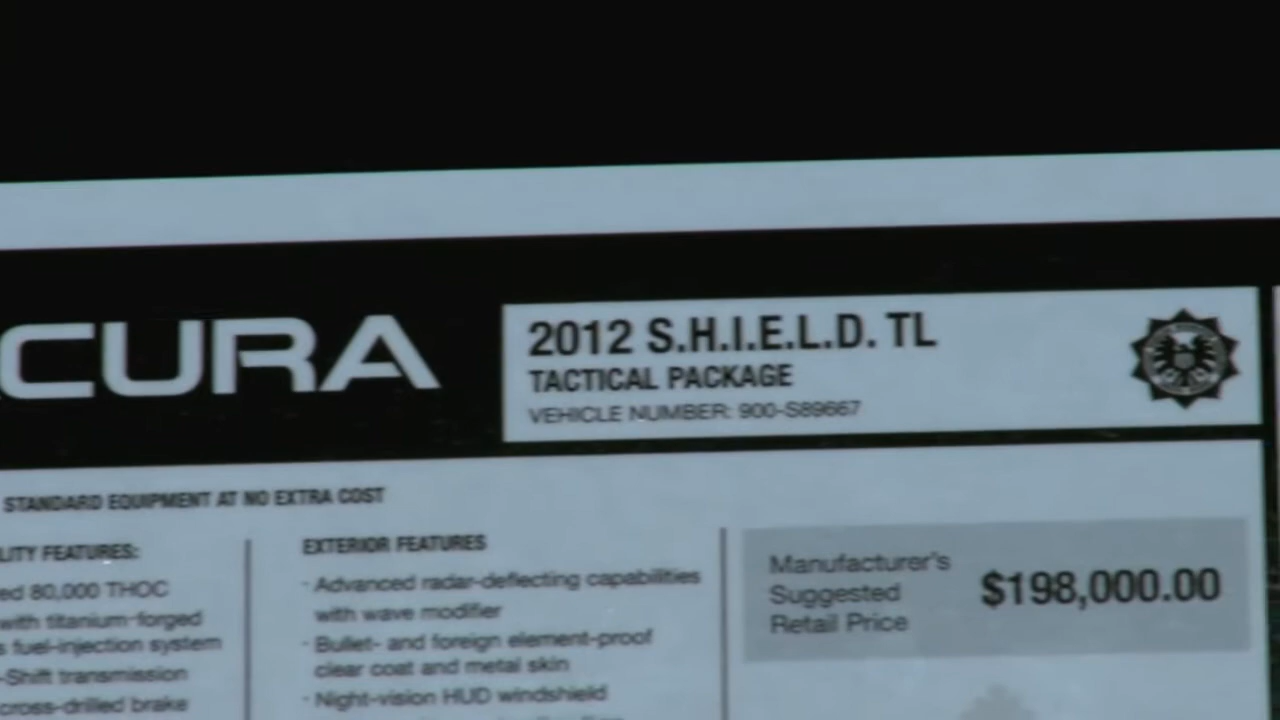 CURA
2012 S.H.I.E.L.D. TL
TACTICAL PACKAGE
VEHICLE NUMBER: 900-S89667
STANDARD EQUIPMENT AT NO EXTRA COST
LITY FEATURES:
ed 80,000 THOC
with titanium-forged
s fuel-injection system
-Shift transmission
cross-drilled brake
EXTERIOR FEATURES
· Advanced radar-deflecting capabilities
with wave modifier
· Bullet- and foreign element-proof
clear coat and metal skin
· Night-vision HUD windshield
Manufacturer's
Suggested
Retail Price
$198,000.00